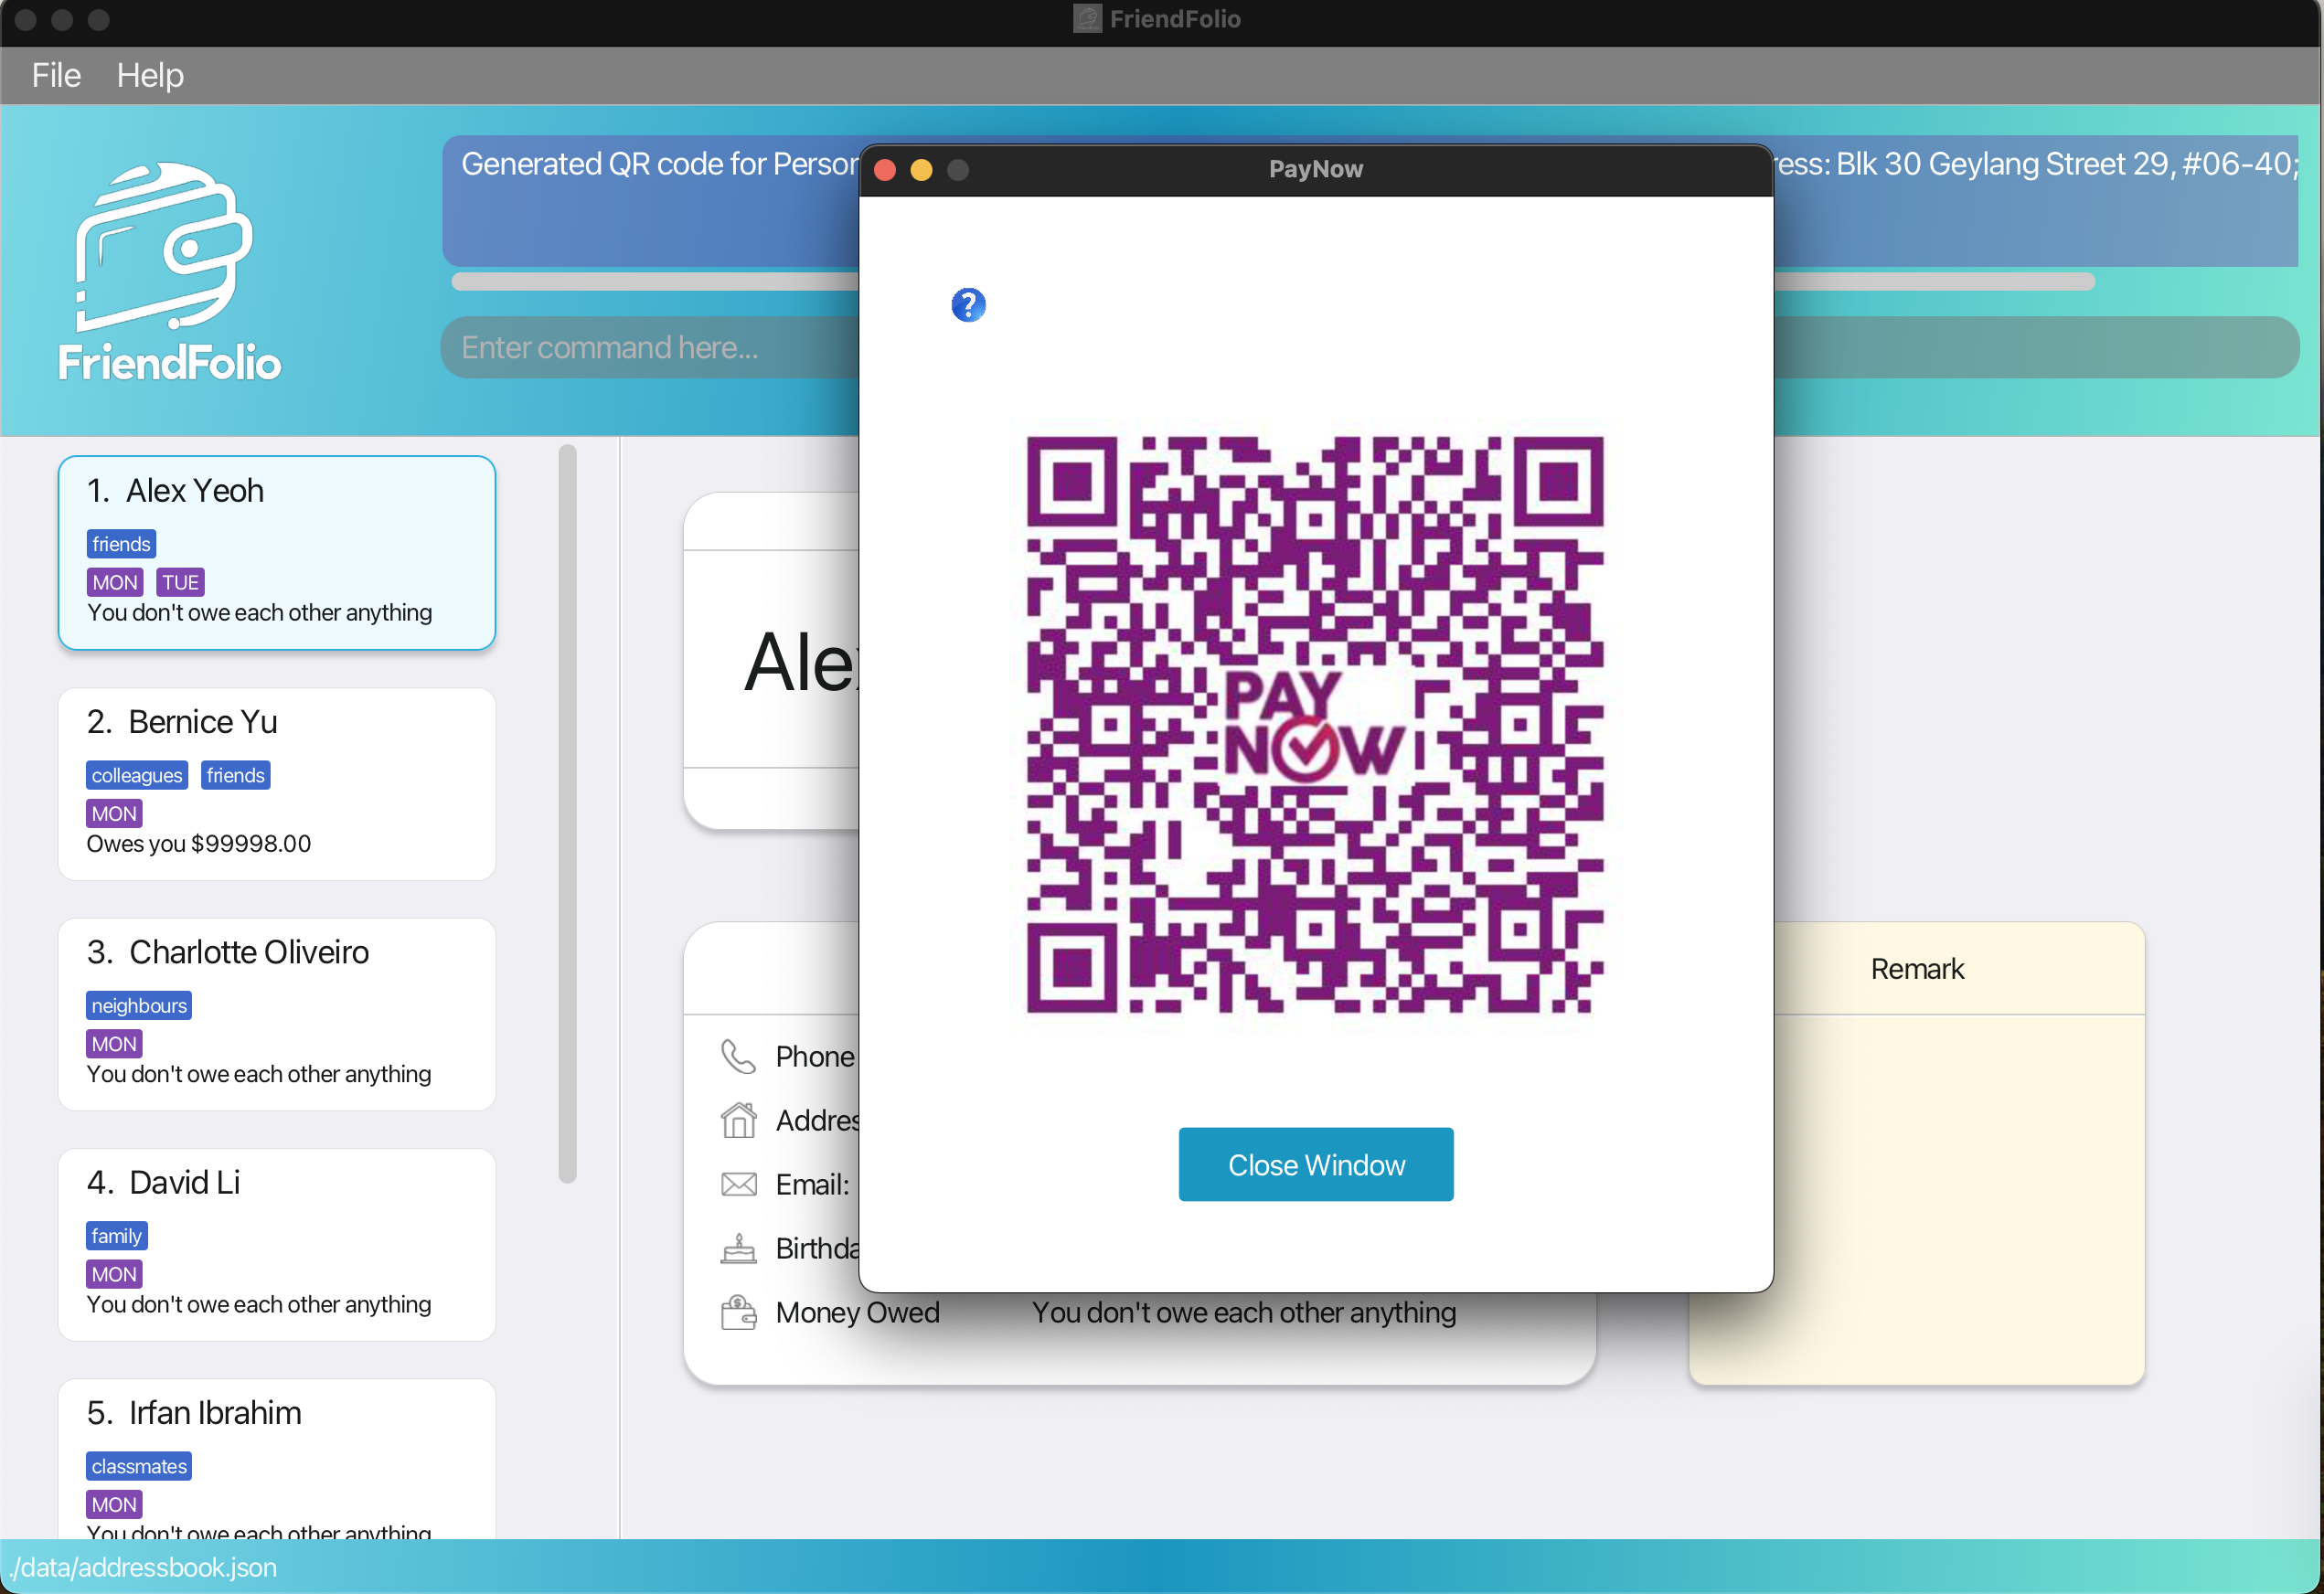 FriendFolio
File Help
Generated QR code for Person
ress: Blk 30 Geylang Street 29, #06-40;
Enter command here...
FriendFolio
PayNow
?
PAY
NOW
Close Window
1. Alex Yeoh
friends
MON TUE
You don't owe each other anything
2. Bernice Yu
colleagues friends
MON
Owes you $99998.00
3. Charlotte Oliveiro
neighbours
MON
You don't owe each other anything
4. David Li
family
MON
You don't owe each other anything
5. Irfan Ibrahim
classmates
MON
You don't owe each other anything
Alex
Phone
Addres
Email:
Birthda
Money Owed You don't owe each other anything
Remark
./data/addressbook.json